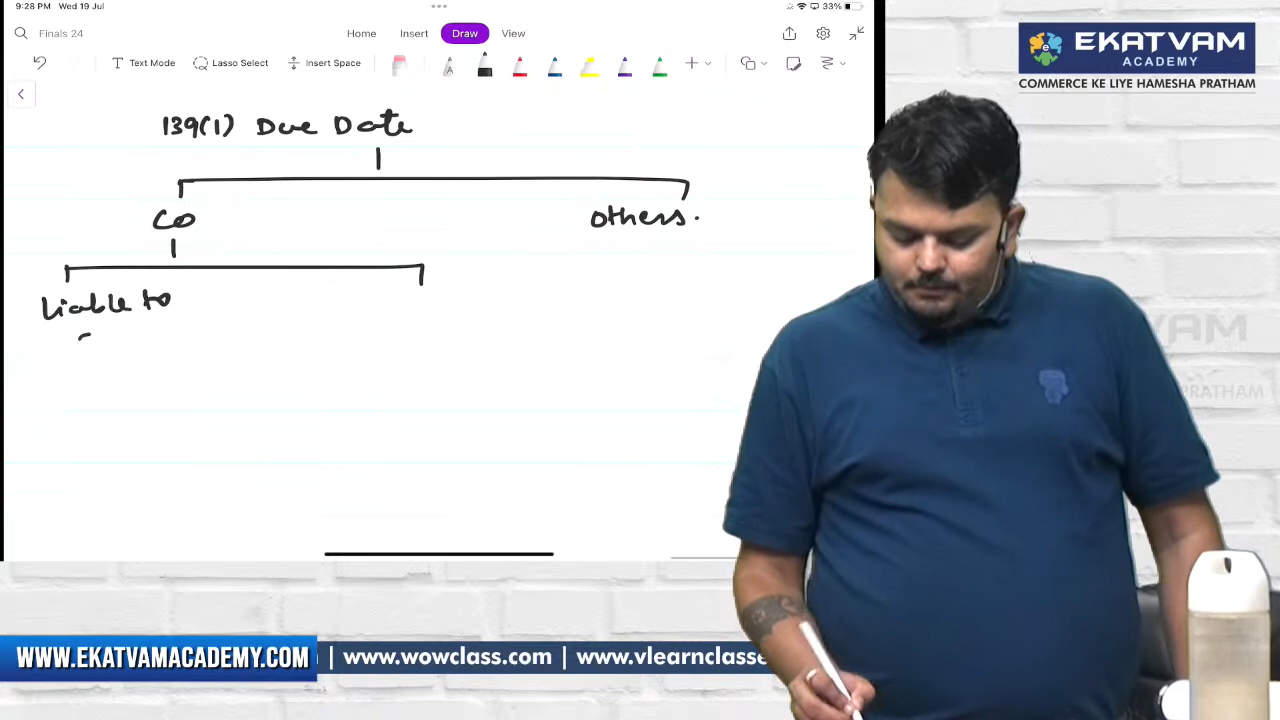 9:28 PM Wed 19 Jul
33%
Finals 24
Home Insert Draw View
Text Mode Lasso Select Insert Space
139(1) Due Date
Co
Others.
Liable to
EKATVAM
ACADEMY
COMMERCE KE LIYE HAMESHA PRATHAM
VAM
PRATHAM
WWW.EKATVAMACADEMY.COM
| www.wowclass.com | www.vlearnclasse